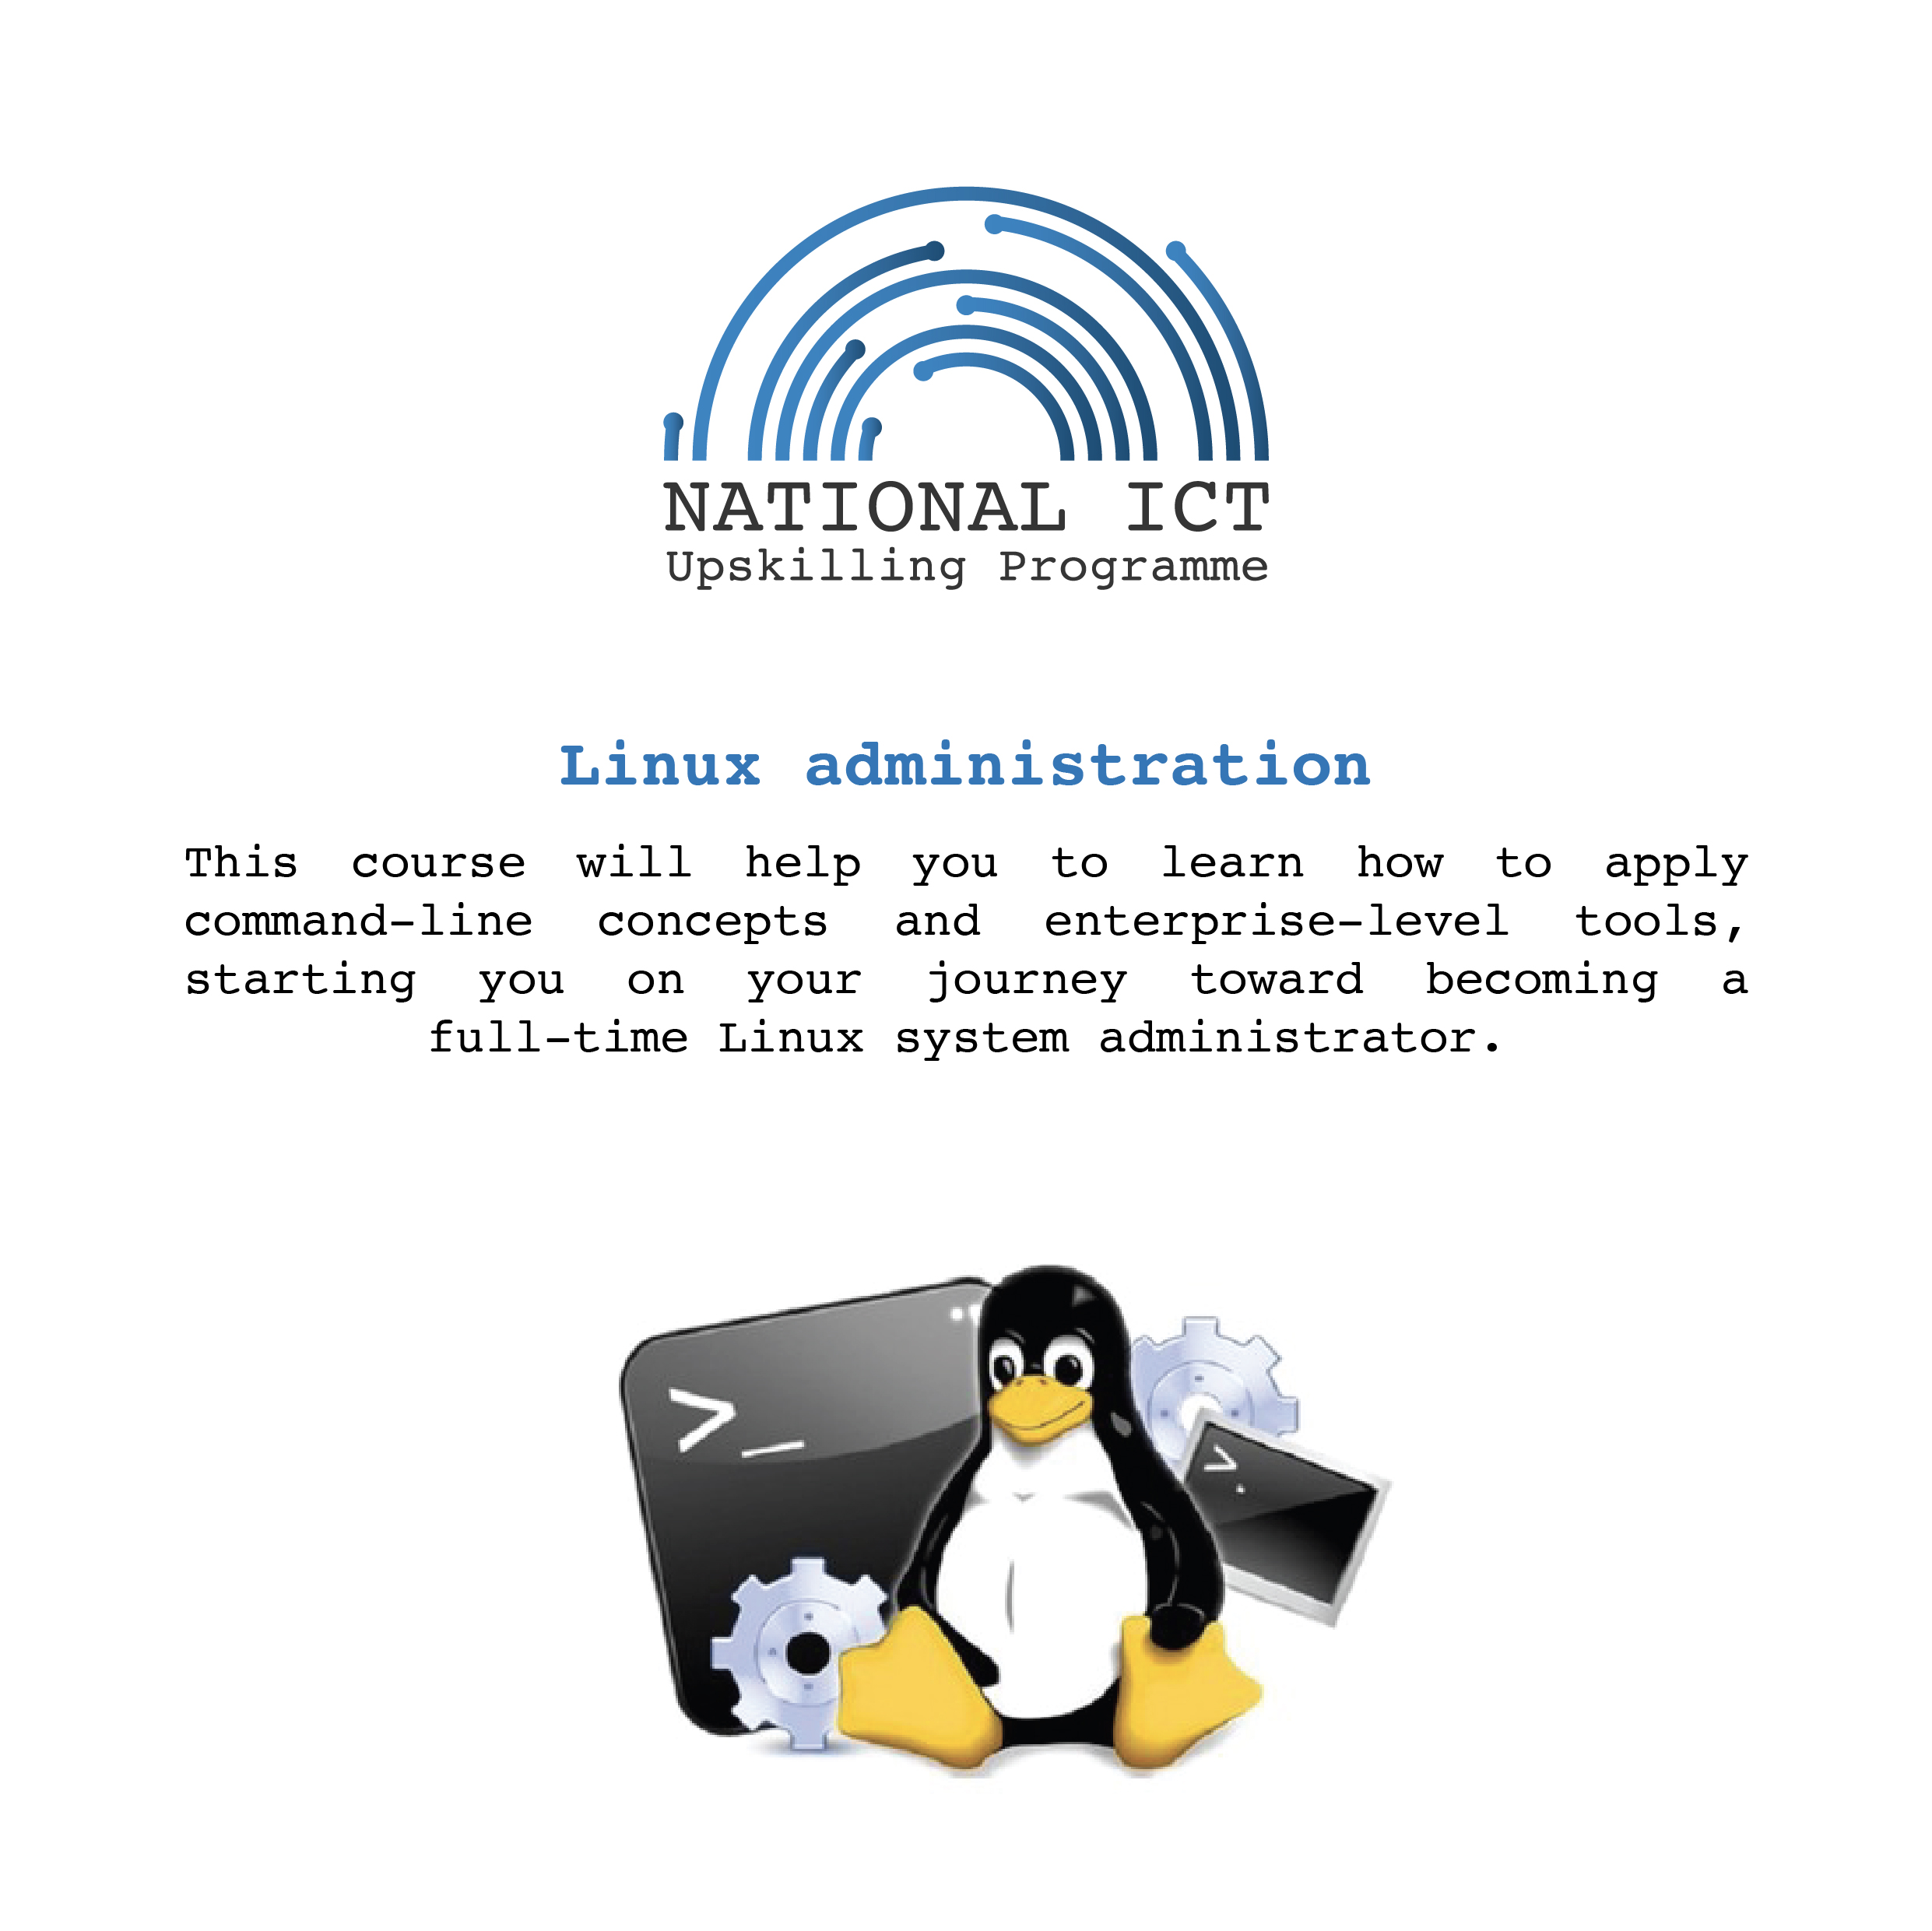 NATIONAL ICT
Upskilling Programme
Linux administration
This course will help you to learn how to apply
command-line concepts and enterprise-level tools,
starting you on your journey toward becoming a
full-time Linux system administrator.
>_
>.